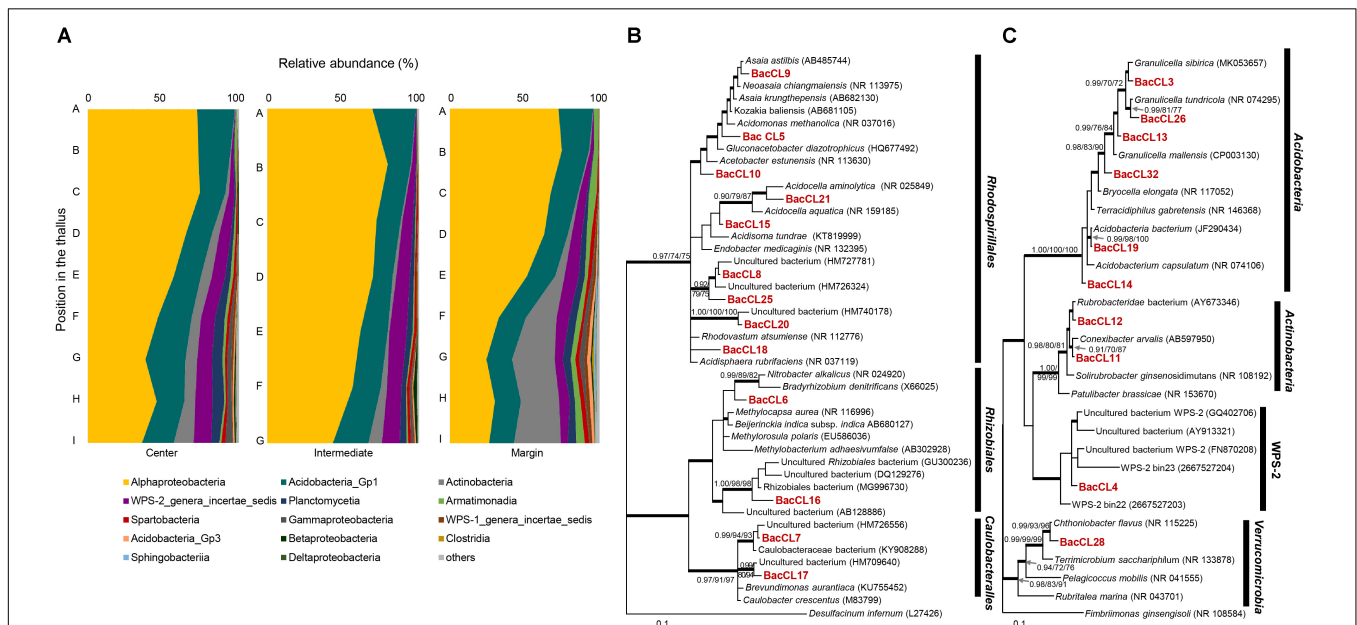 A
Relative abundance (%)
0 50 100
0 50 100
0 50 100
Position in the thallus
A
B
C
D
E
F
G
H
I
A
B
C
D
E
F
G
A
B
C
D
E
F
G
H
I
Center
Intermediate
Margin
Alphaproteobacteria
Acidobacteria_Gp1
Actinobacteria
WPS-2_genera_incertae_sedis
Planctomycetia
Armatimonadia
Spartobacteria
Gammaproteobacteria
WPS-1_genera_incertae_sedis
Acidobacteria_Gp3
Betaproteobacteria
Clostridia
Sphingobacteriia
Deltaproteobacteria
others
B
Asaia astilbis (AB485744)
BacCL9
Neoasaia chiangmaiensis (NR 113975)
Asaia krungthepensis (AB682130)
Kozakia baliensis (AB681105)
Acidomonas methanolica (NR 037016)
Bac CL5
Gluconacetobacter diazotrophicus (HQ677492)
Acetobacter estunensis (NR 113630)
BacCL10
Acidocella aminolytica (NR 025849)
0.90/79/87
BacCL21
Acidocella aquatica (NR 159185)
BacCL15
Acidisoma tundrae (KT819999)
Endobacter medicaginis (NR 132395)
0.97/74/75
Uncultured bacterium (HM727781)
BacCL8
0.92/
79/75
Uncultured bacterium (HM726324)
BacCL25
1.00/100/100
Uncultured bacterium (HM740178)
BacCL20
Rhodovastum atsumiense (NR 112776)
BacCL18
Acidisphaera rubrifaciens (NR 037119)
Rhodospirillales
0.99/89/82
Nitrobacter alkalicus (NR 024920)
Bradyrhizobium denitrificans (X66025)
BacCL6
Methylocapsa aurea (NR 116996)
Beijerinckia indica subsp. indica AB680127)
Methylorosula polaris (EU586036)
Methylobacterium adhaesivumfalse (AB302928)
Uncultured Rhizobiales bacterium (GU300236)
Uncultured bacterium (DQ129276)
1.00/98/98
Rhizobiales bacterium (MG996730)
BacCL16
Uncultured bacterium (AB128886)
Rhizobiales
Uncultured bacterium (HM726556)
0.99/94/93
BacCL7
Caulobacteraceae bacterium (KY908288)
Uncultured bacterium (HM709640)
0.97/91/97
BacCL17
Brevundimonas aurantiaca (KU755452)
Caulobacter crescentus (M83799)
Caulobacteralles
Desulfacinum infernum (L27426)
0.1
C
Granulicella sibirica (MK053657)
0.99/70/72
BacCL3
Granulicella tundricola (NR 074295)
0.99/81/77
BacCL26
0.99/76/84
BacCL13
0.98/83/90
Granulicella mallensis (CP003130)
BacCL32
Bryocella elongata (NR 117052)
Terracidiphilus gabretensis (NR 146368)
Acidobacteria bacterium (JF290434)
0.99/98/100
BacCL19
1.00/100/100
Acidobacterium capsulatum (NR 074106)
BacCL14
Acidobacteria
Rubrobacteridae bacterium (AY673346)
BacCL12
0.98/80/81
Conexibacter arvalis (AB597950)
0.91/70/87
BacCL11
1.00/
99/99
Solirubrobacter ginsenosidimutans (NR 108192)
Patulibacter brassicae (NR 153670)
Actinobacteria
Uncultured bacterium WPS-2 (GQ402706)
Uncultured bacterium (AY913321)
Uncultured bacterium WPS-2 (FN870208)
WPS-2 bin23 (2667527204)
BacCL4
WPS-2 bin22 (2667527203)
WPS-2
0.99/93/96
Chthoniobacter flavus (NR 115225)
0.99/99/99
BacCL28
Terrimicrobium sacchariphilum (NR 133878)
0.94/72/76
Pelagicoccus mobilis (NR 041555)
0.98/83/91
Rubritalea marina (NR 043701)
Verrucomicrobia
Fimbriimonas ginsengisoli (NR 108584)
0.1